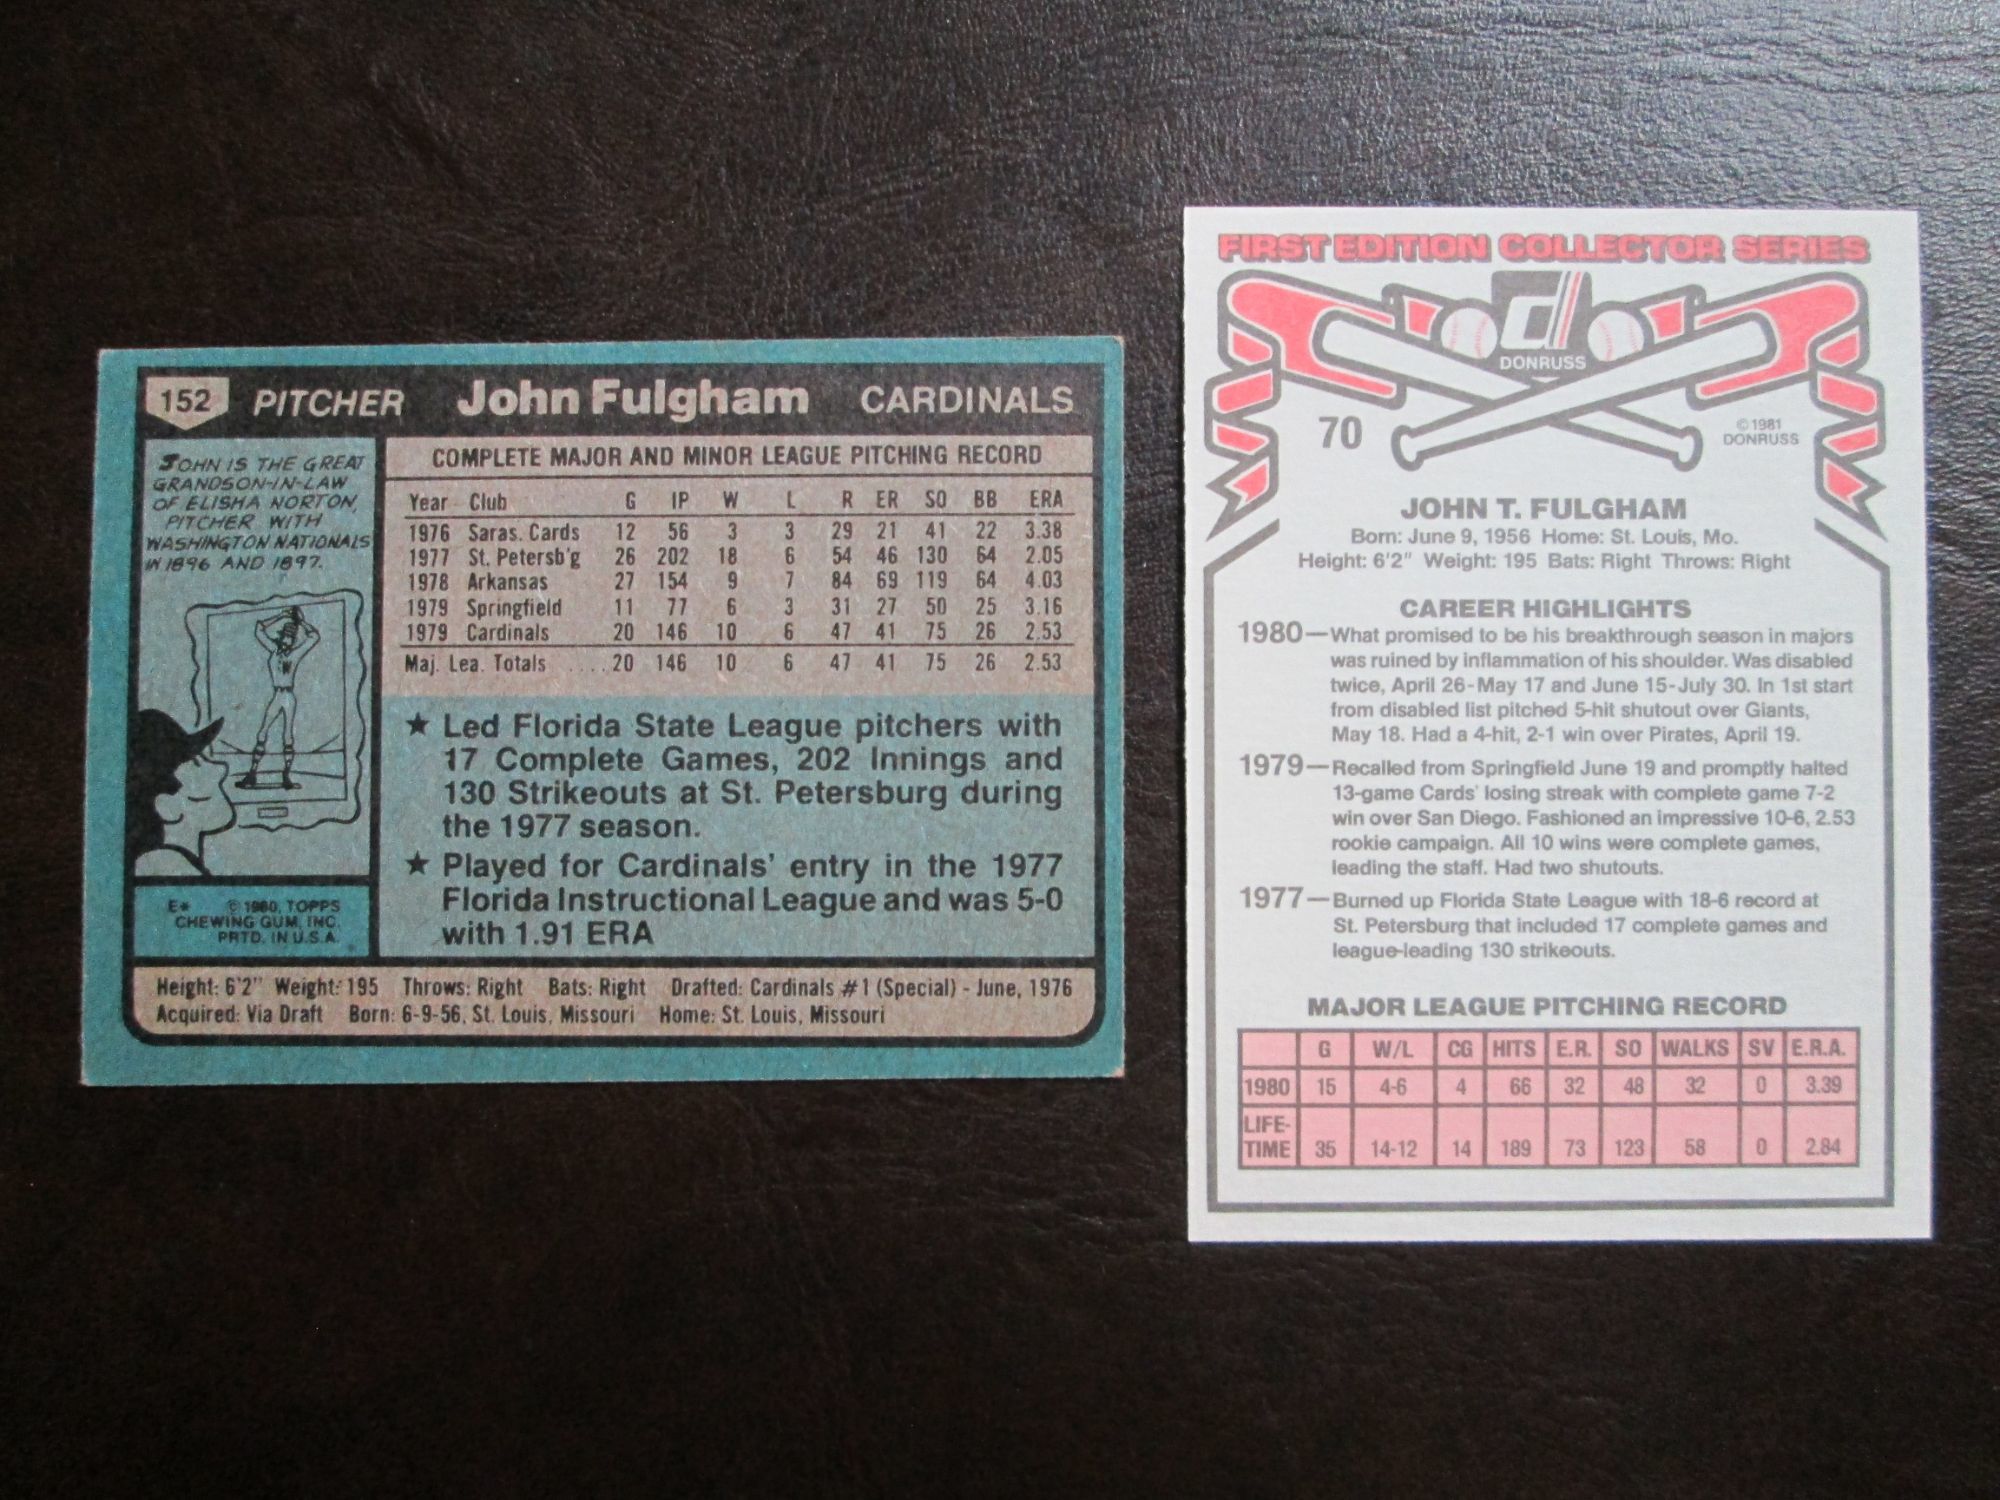 152 PITCHER John Fulgham CARDINALS
JOHN IS THE GREAT
GRANDSON-IN-LAW
OF ELISHA NORTON,
PITCHER WITH
WASHINGTON NATIONALS
IN 1896 AND 1897.
E* © 1980, TOPPS
CHEWING GUM, INC.
PRTD. IN U.S.A.
COMPLETE MAJOR AND MINOR LEAGUE PITCHING RECORD
Year Club G IP W L R ER SO BB ERA
1976 Saras. Cards 12 56 3 3 29 21 41 22 3.38
1977 St. Petersb'g 26 202 18 6 54 46 130 64 2.05
1978 Arkansas 27 154 9 7 84 69 119 64 4.03
1979 Springfield 11 77 6 3 31 27 50 25 3.16
1979 Cardinals 20 146 10 6 47 41 75 26 2.53
Maj. Lea. Totals ....20 146 10 6 47 41 75 26 2.53
★ Led Florida State League pitchers with
17 Complete Games, 202 Innings and
130 Strikeouts at St. Petersburg during
the 1977 season.
★ Played for Cardinals' entry in the 1977
Florida Instructional League and was 5-0
with 1.91 ERA
Height: 6'2" Weight: 195 Throws: Right Bats: Right Drafted: Cardinals #1 (Special) - June, 1976
Acquired: Via Draft Born: 6-9-56, St. Louis, Missouri Home: St. Louis, Missouri
FIRST EDITION COLLECTOR SERIES
d
DONRUSS
70
© 1981
DONRUSS
JOHN T. FULGHAM
Born: June 9, 1956 Home: St. Louis, Mo.
Height: 6'2" Weight: 195 Bats: Right Throws: Right
CAREER HIGHLIGHTS
1980—What promised to be his breakthrough season in majors
was ruined by inflammation of his shoulder. Was disabled
twice, April 26-May 17 and June 15-July 30. In 1st start
from disabled list pitched 5-hit shutout over Giants,
May 18. Had a 4-hit, 2-1 win over Pirates, April 19.
1979—Recalled from Springfield June 19 and promptly halted
13-game Cards' losing streak with complete game 7-2
win over San Diego. Fashioned an impressive 10-6, 2.53
rookie campaign. All 10 wins were complete games,
leading the staff. Had two shutouts.
1977—Burned up Florida State League with 18-6 record at
St. Petersburg that included 17 complete games and
league-leading 130 strikeouts.
MAJOR LEAGUE PITCHING RECORD
G W/L CG HITS E.R. SO WALKS SV E.R.A.
1980 15 4-6 4 66 32 48 32 0 3.39
LIFE-
TIME 35 14-12 14 189 73 123 58 0 2.84